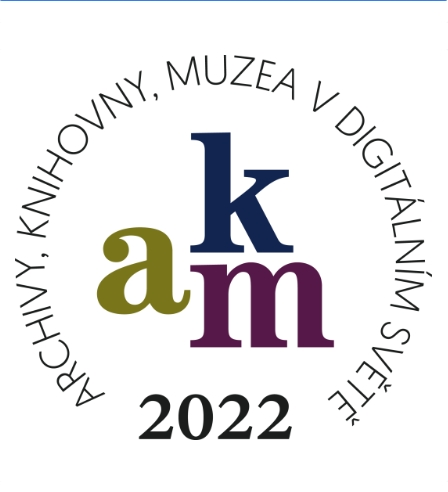 ARCHIVY, KNIHOVNY, MUZEA V DIGITÁLNÍM SVĚTĚ
k
a
m
2022